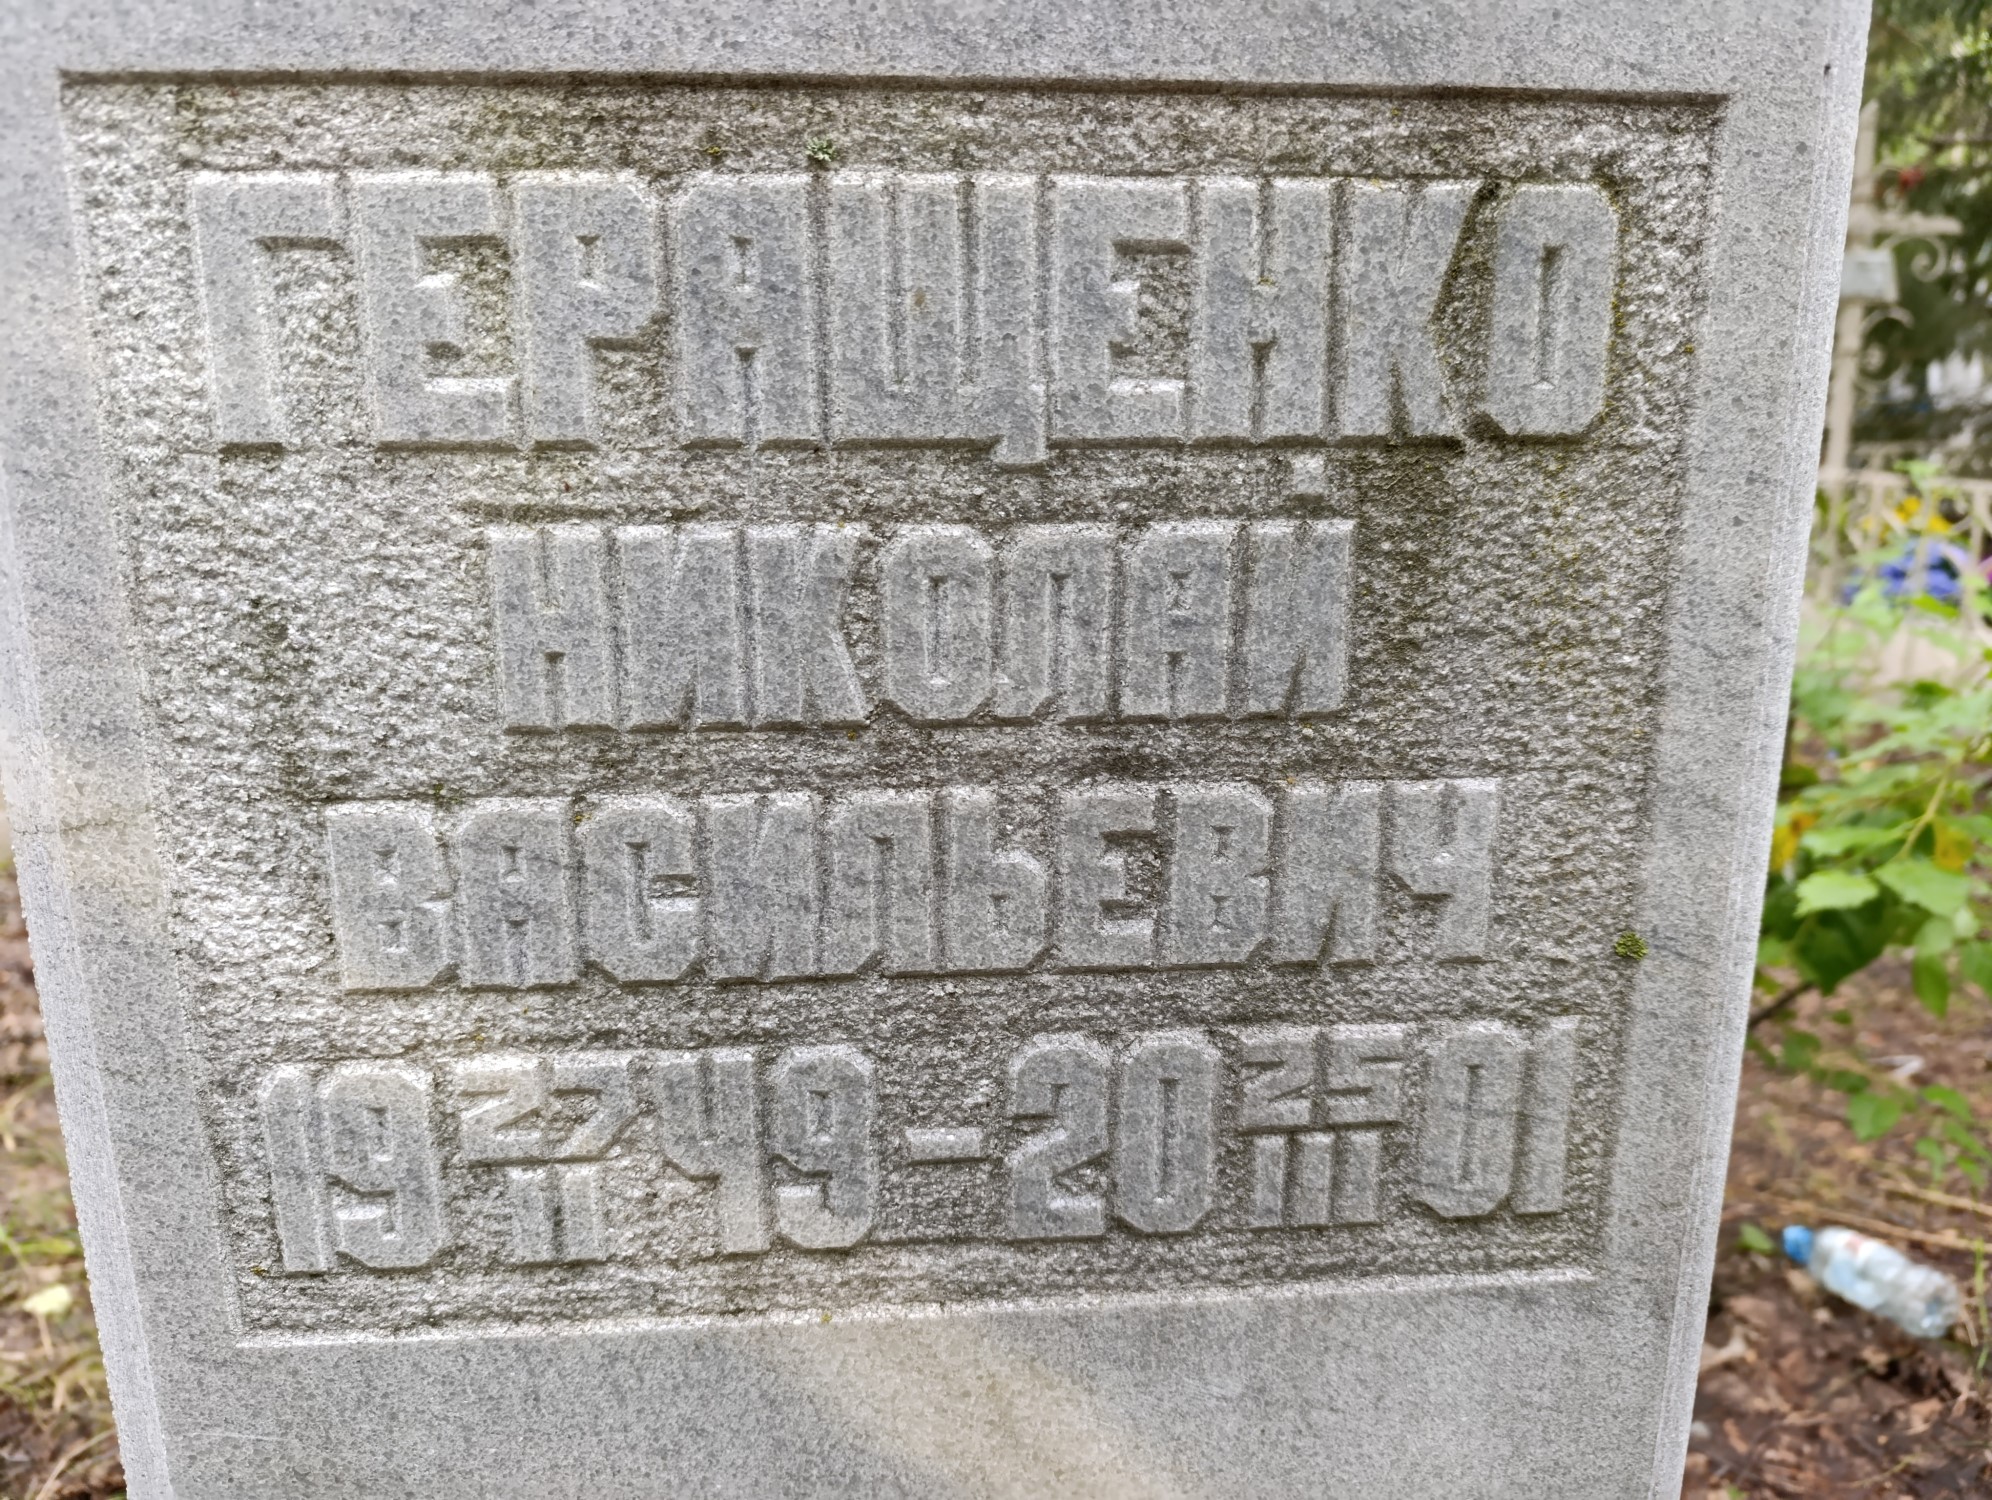 ГЕРАЩЕНКО
НИКОЛАЙ
ВАСИЛЬЕВИЧ
19 27/II 49 - 20 25/III 01